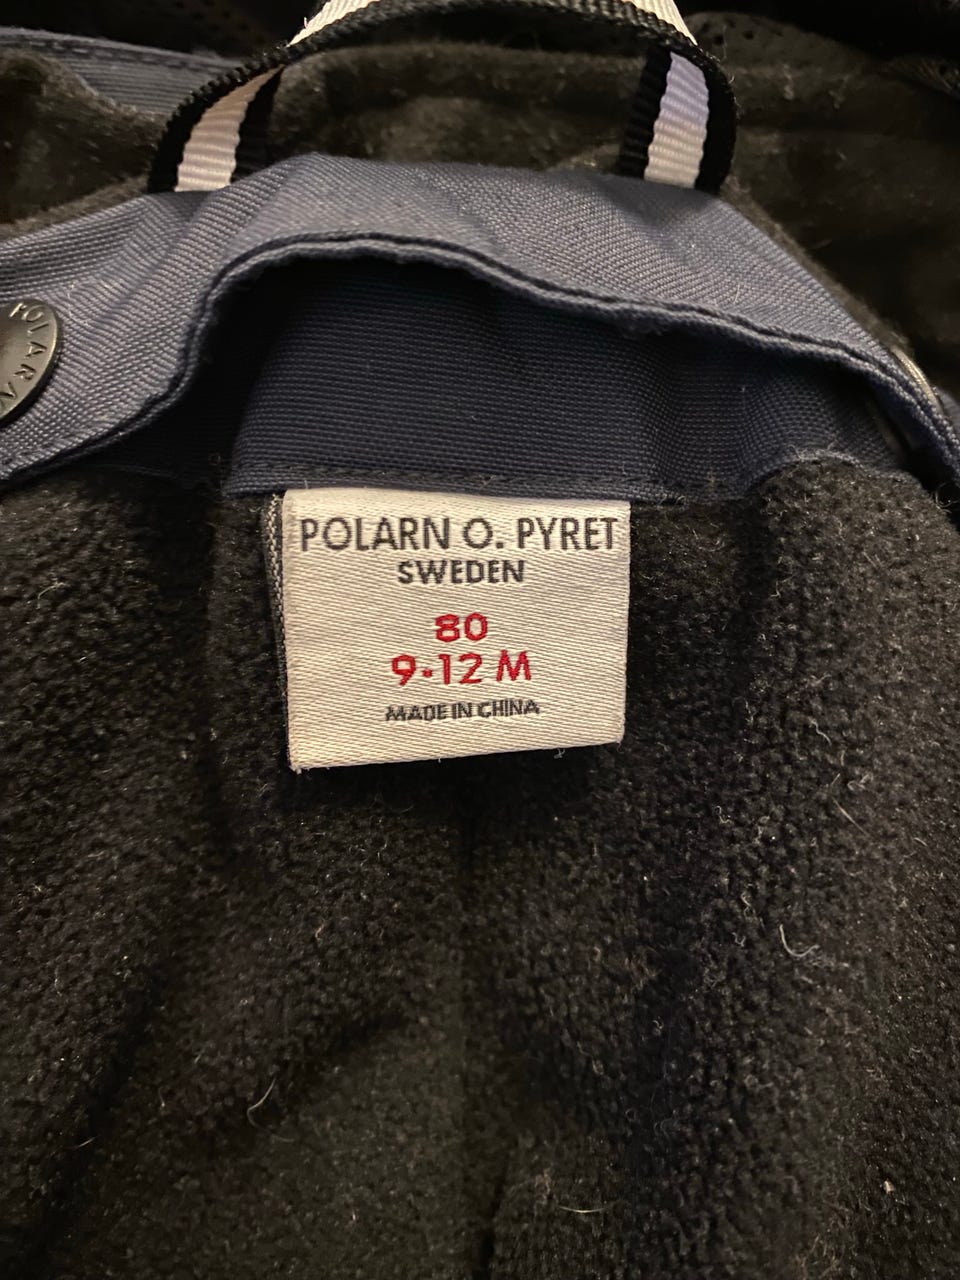 POLARN O. PYRET
SWEDEN
80
9-12 M
MADE IN CHINA